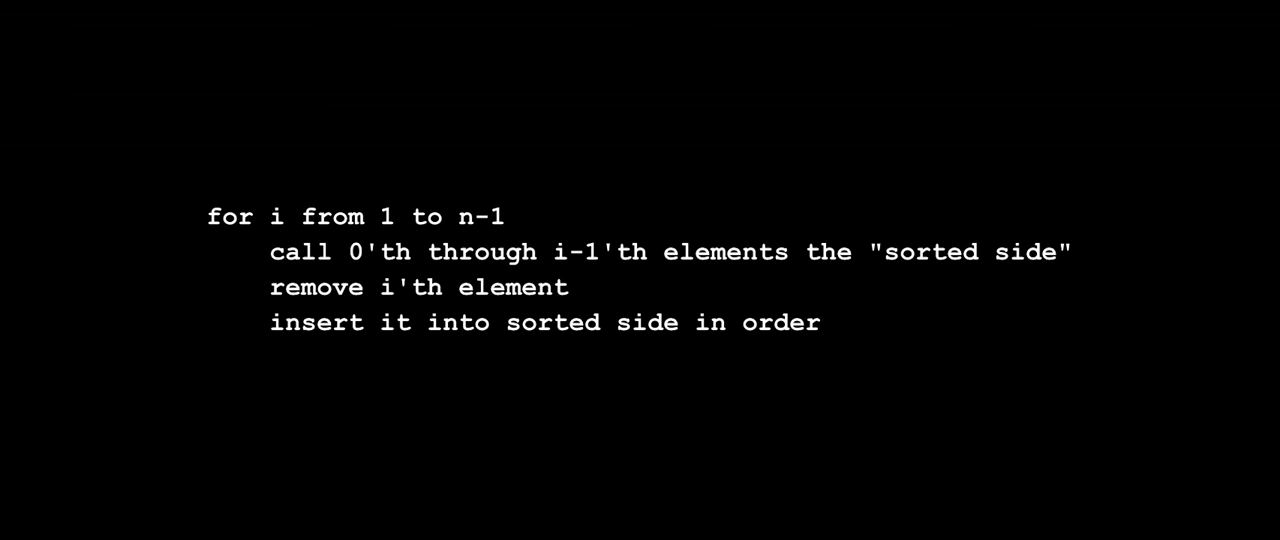 for i from 1 to n-1
call 0'th through i-1'th elements the "sorted side"
remove i'th element
insert it into sorted side in order